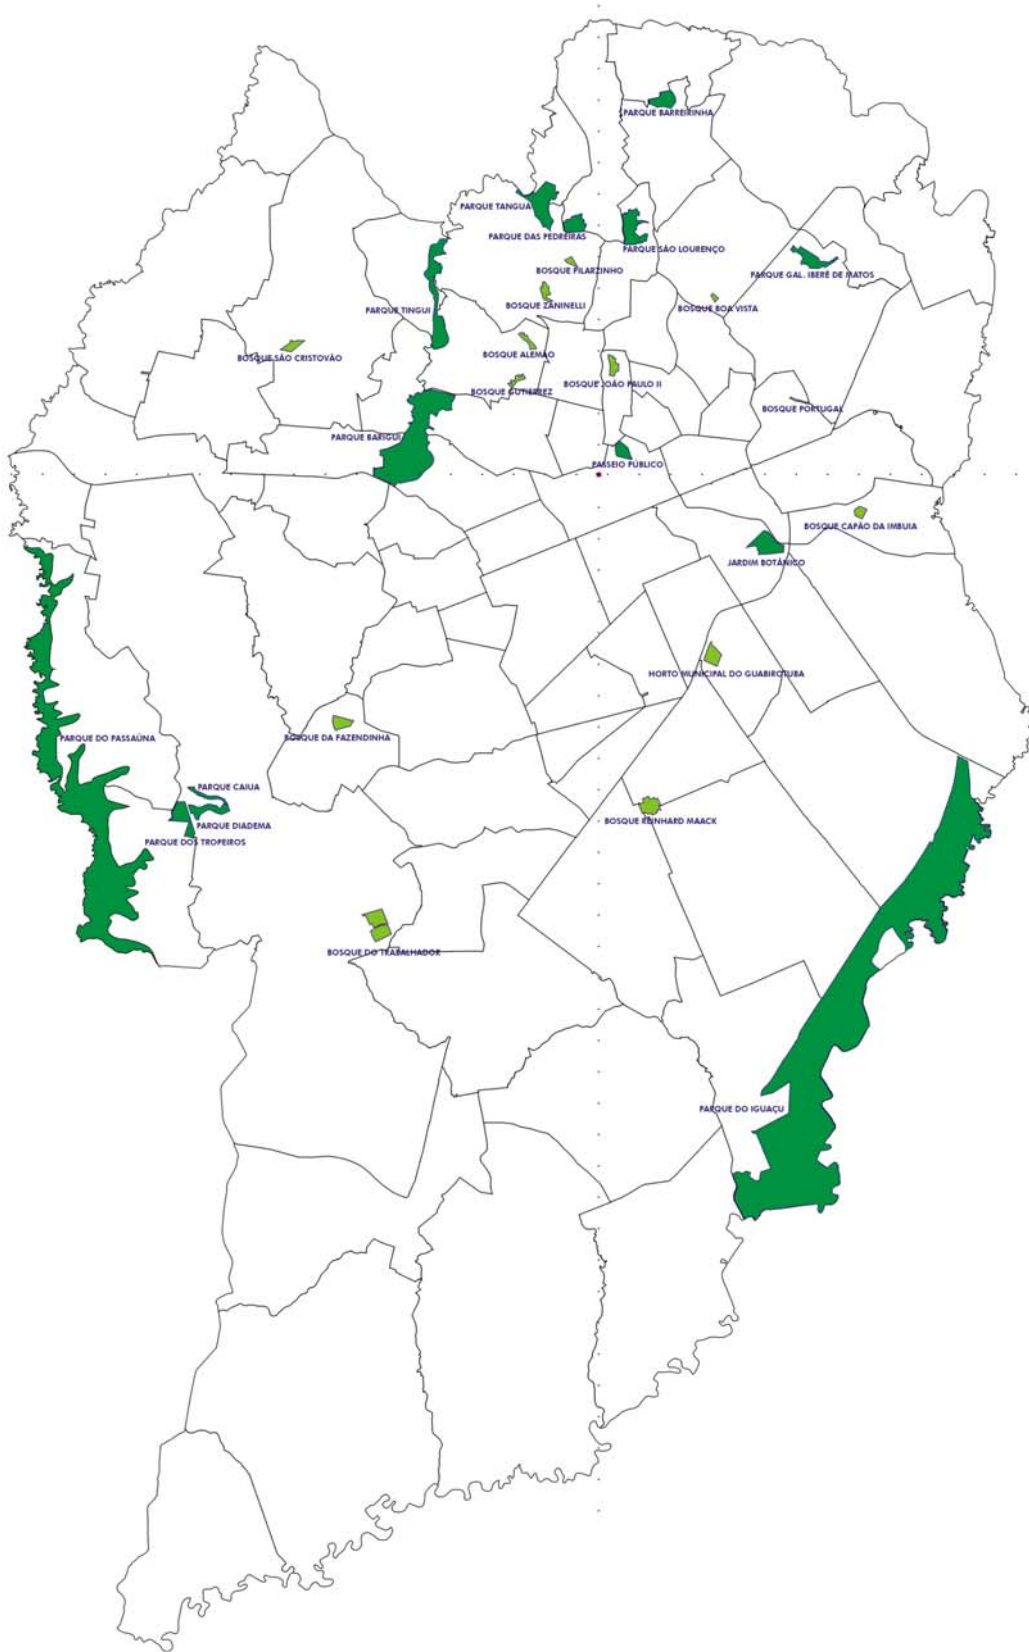 PARQUE BARREIRINHA
PARQUE TANGUA
PARQUE DAS PEDREIRAS
PARQUE SÃO LOURENÇO
BOSQUE PILARZINHO
PARQUE GAL. IBERÊ DE MATOS
BOSQUE ZANINELLI
PARQUE TINGUI
BOSQUE BOA VISTA
BOSQUE SÃO CRISTOVÃO
BOSQUE ALEMÃO
BOSQUE JOÃO PAULO II
BOSQUE GUTIERREZ
BOSQUE PORTUGAL
PARQUE BARIGUI
PASSEIO PÚBLICO
BOSQUE CAPÃO DA IMBUIA
JARDIM BOTÂNICO
HORTO MUNICIPAL DO GUABIROTUBA
PARQUE DO PASSAÚNA
BOSQUE DA FAZENDINHA
PARQUE CAIUA
BOSQUE REINHARD MAACK
PARQUE DIADEMA
PARQUE DOS TROPEIROS
BOSQUE DO TRABALHADOR
PARQUE DO IGUAÇU